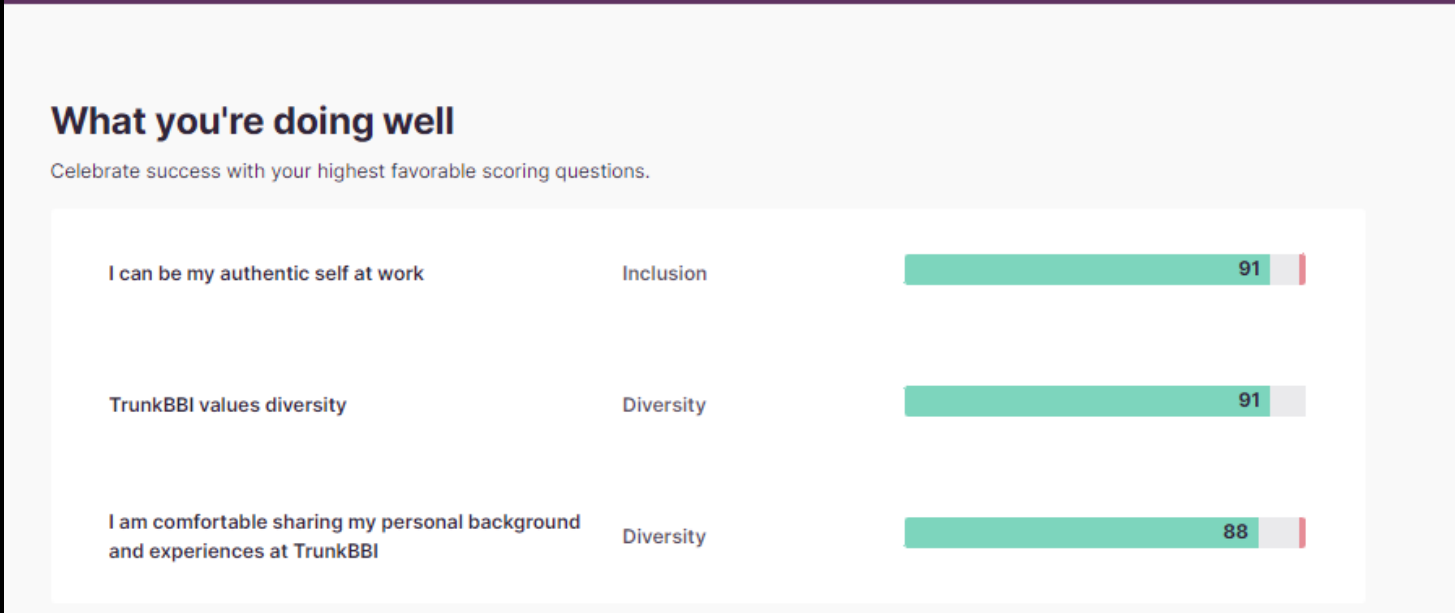 What you're doing well
Celebrate success with your highest favorable scoring questions.
I can be my authentic self at work
Inclusion
91
TrunkBBI values diversity
Diversity
91
I am comfortable sharing my personal background
and experiences at TrunkBBI
Diversity
88